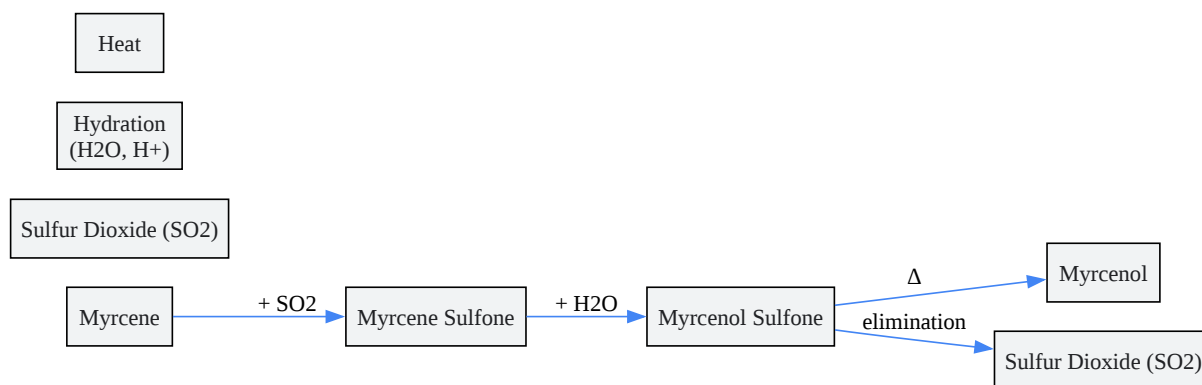 Heat
Hydration
(H2O, H+)
Sulfur Dioxide (SO2)
Myrcene
+ SO2
Myrcene Sulfone
+ H2O
Myrcenol Sulfone
Δ
Myrcenol
elimination
Sulfur Dioxide (SO2)